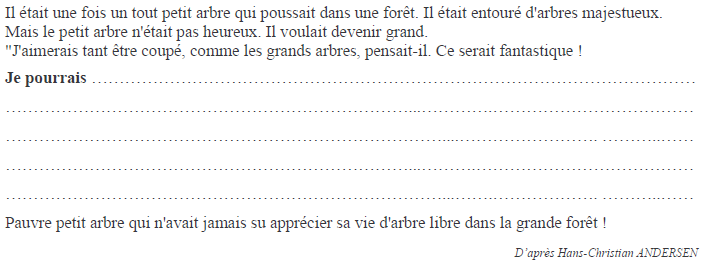 Il était une fois un tout petit arbre qui poussait dans une forêt. Il était entouré d'arbres majestueux.
Mais le petit arbre n'était pas heureux. Il voulait devenir grand.
"J'aimerais tant être coupé, comme les grands arbres, pensait-il. Ce serait fantastique !
Je pourrais ……………………………………………………………………………………………
……………………………………………………………...…………………………………………
…………………………………………………………………...……………………. ………...……
……………………………………………………………...…………………………………………
…………………………………………………………………...……………………. ………...……
Pauvre petit arbre qui n'avait jamais su apprécier sa vie d'arbre libre dans la grande forêt !
D'après Hans-Christian ANDERSEN